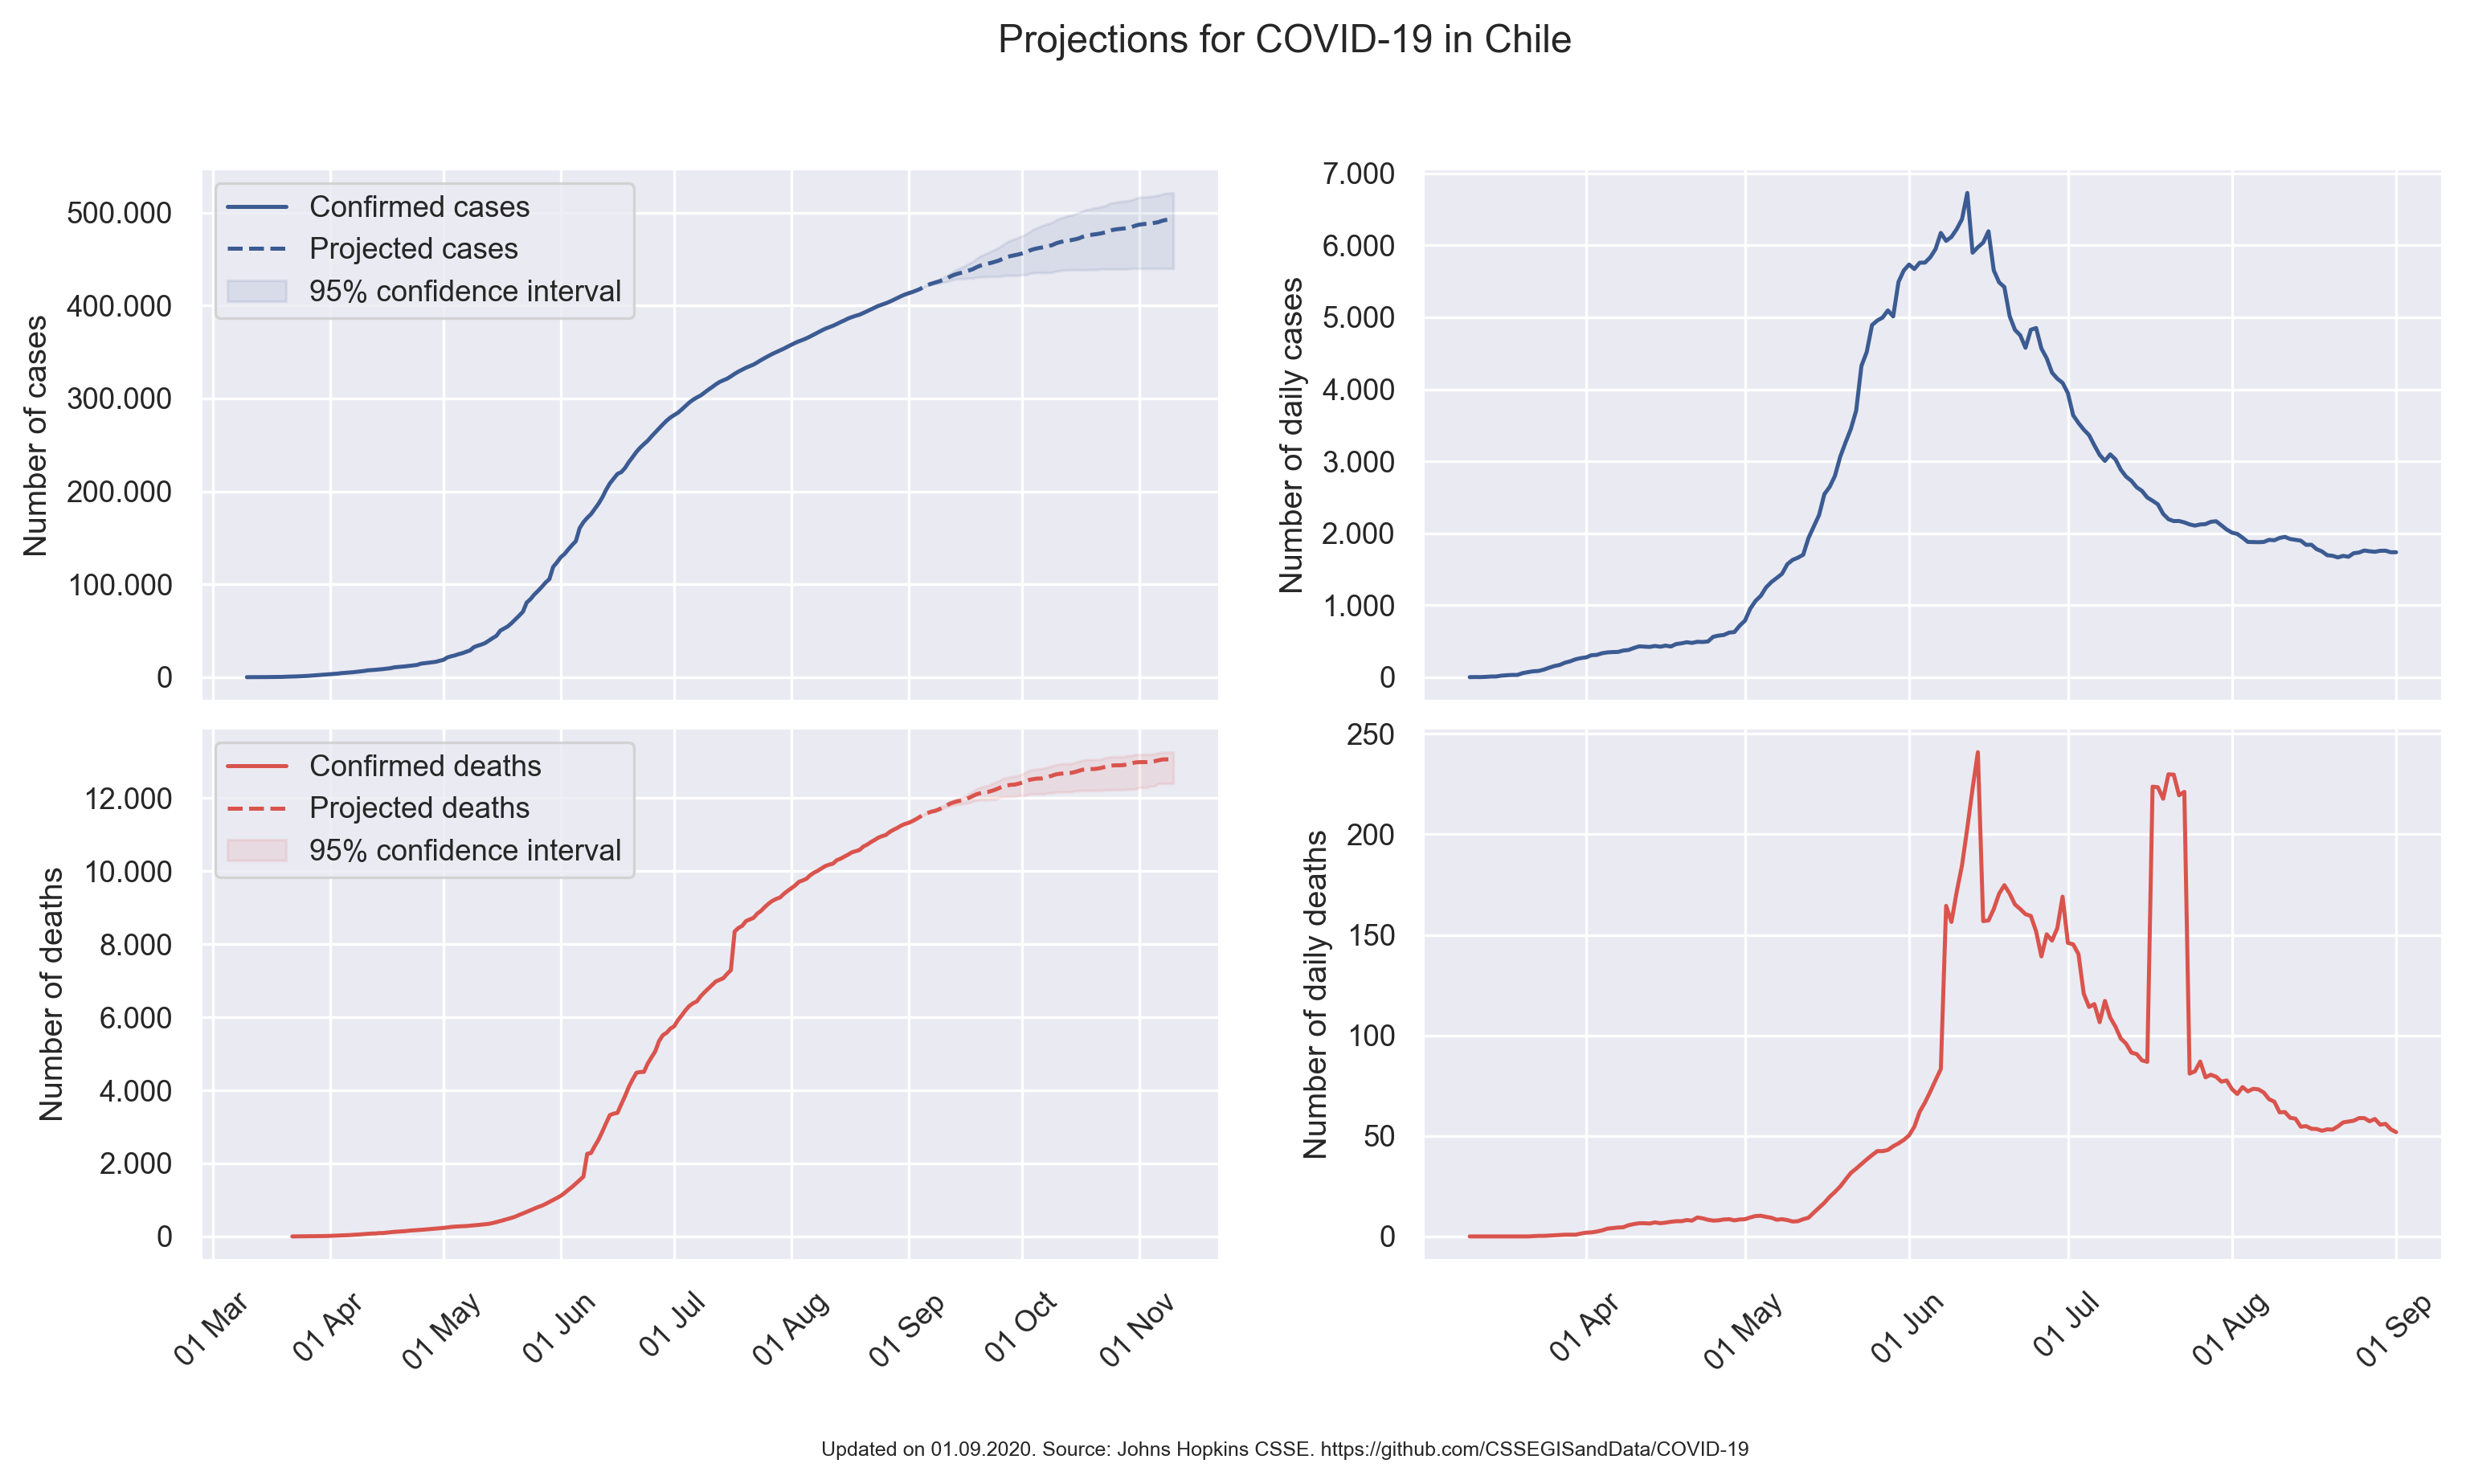 Projections for COVID-19 in Chile
Number of cases
500.000
400.000
300.000
200.000
100.000
0
Confirmed cases
Projected cases
95% confidence interval
Number of daily cases
7.000
6.000
5.000
4.000
3.000
2.000
1.000
0
Number of deaths
12.000
10.000
8.000
6.000
4.000
2.000
0
Confirmed deaths
Projected deaths
95% confidence interval
01 Mar
01 Apr
01 May
01 Jun
01 Jul
01 Aug
01 Sep
01 Oct
01 Nov
Number of daily deaths
250
200
150
100
50
0
01 Apr
01 May
01 Jun
01 Jul
01 Aug
01 Sep
Updated on 01.09.2020. Source: Johns Hopkins CSSE. https://github.com/CSSEGISandData/COVID-19